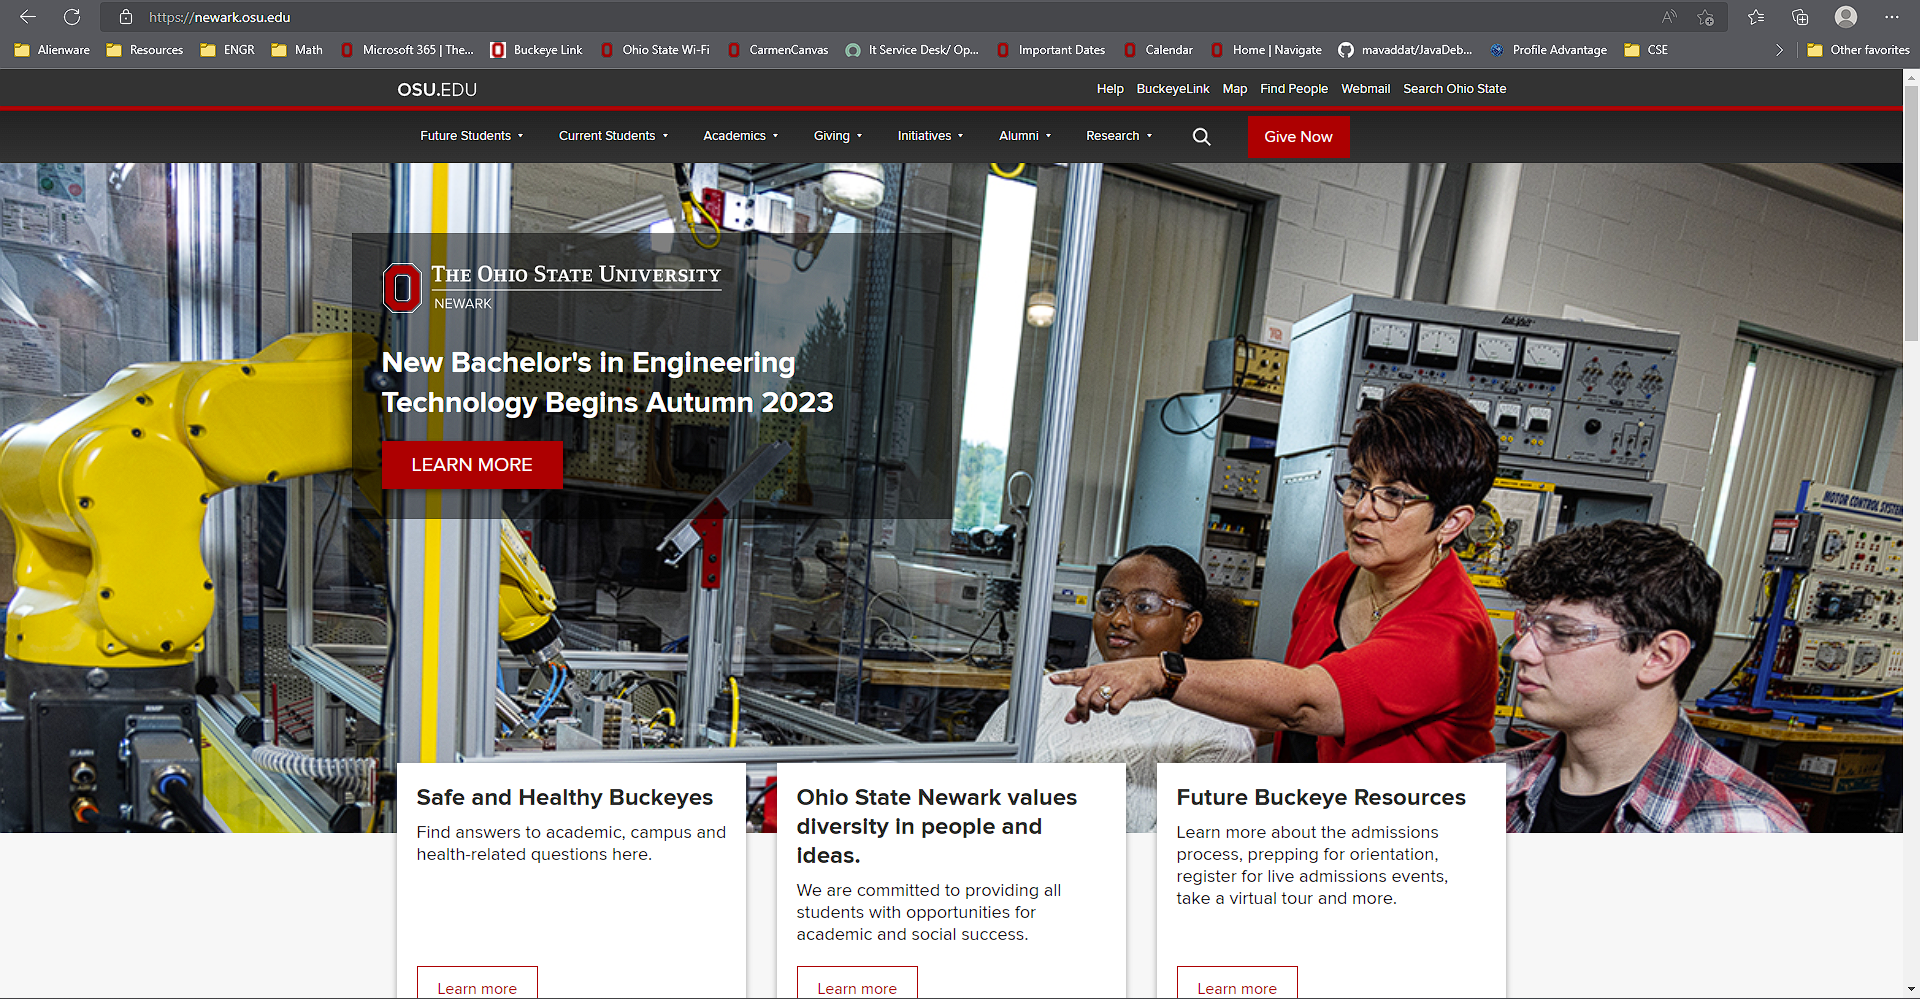 https://newark.osu.edu
Alienware Resources ENGR Math Microsoft 365 | The... Buckeye Link Ohio State Wi-Fi CarmenCanvas It Service Desk/ Op... Important Dates Calendar Home | Navigate mavaddat/JavaDeb... Profile Advantage CSE Other favorites
OSU.EDU
Help BuckeyeLink Map Find People Webmail Search Ohio State
Future Students Current Students Academics Giving Initiatives Alumni Research Give Now
THE OHIO STATE UNIVERSITY
NEWARK
New Bachelor's in Engineering
Technology Begins Autumn 2023
LEARN MORE
MOTOR CONTROL SYSTEM
Safe and Healthy Buckeyes
Find answers to academic, campus and
health-related questions here.
Learn more
Ohio State Newark values
diversity in people and
ideas.
We are committed to providing all
students with opportunities for
academic and social success.
Learn more
Future Buckeye Resources
Learn more about the admissions
process, prepping for orientation,
register for live admissions events,
take a virtual tour and more.
Learn more